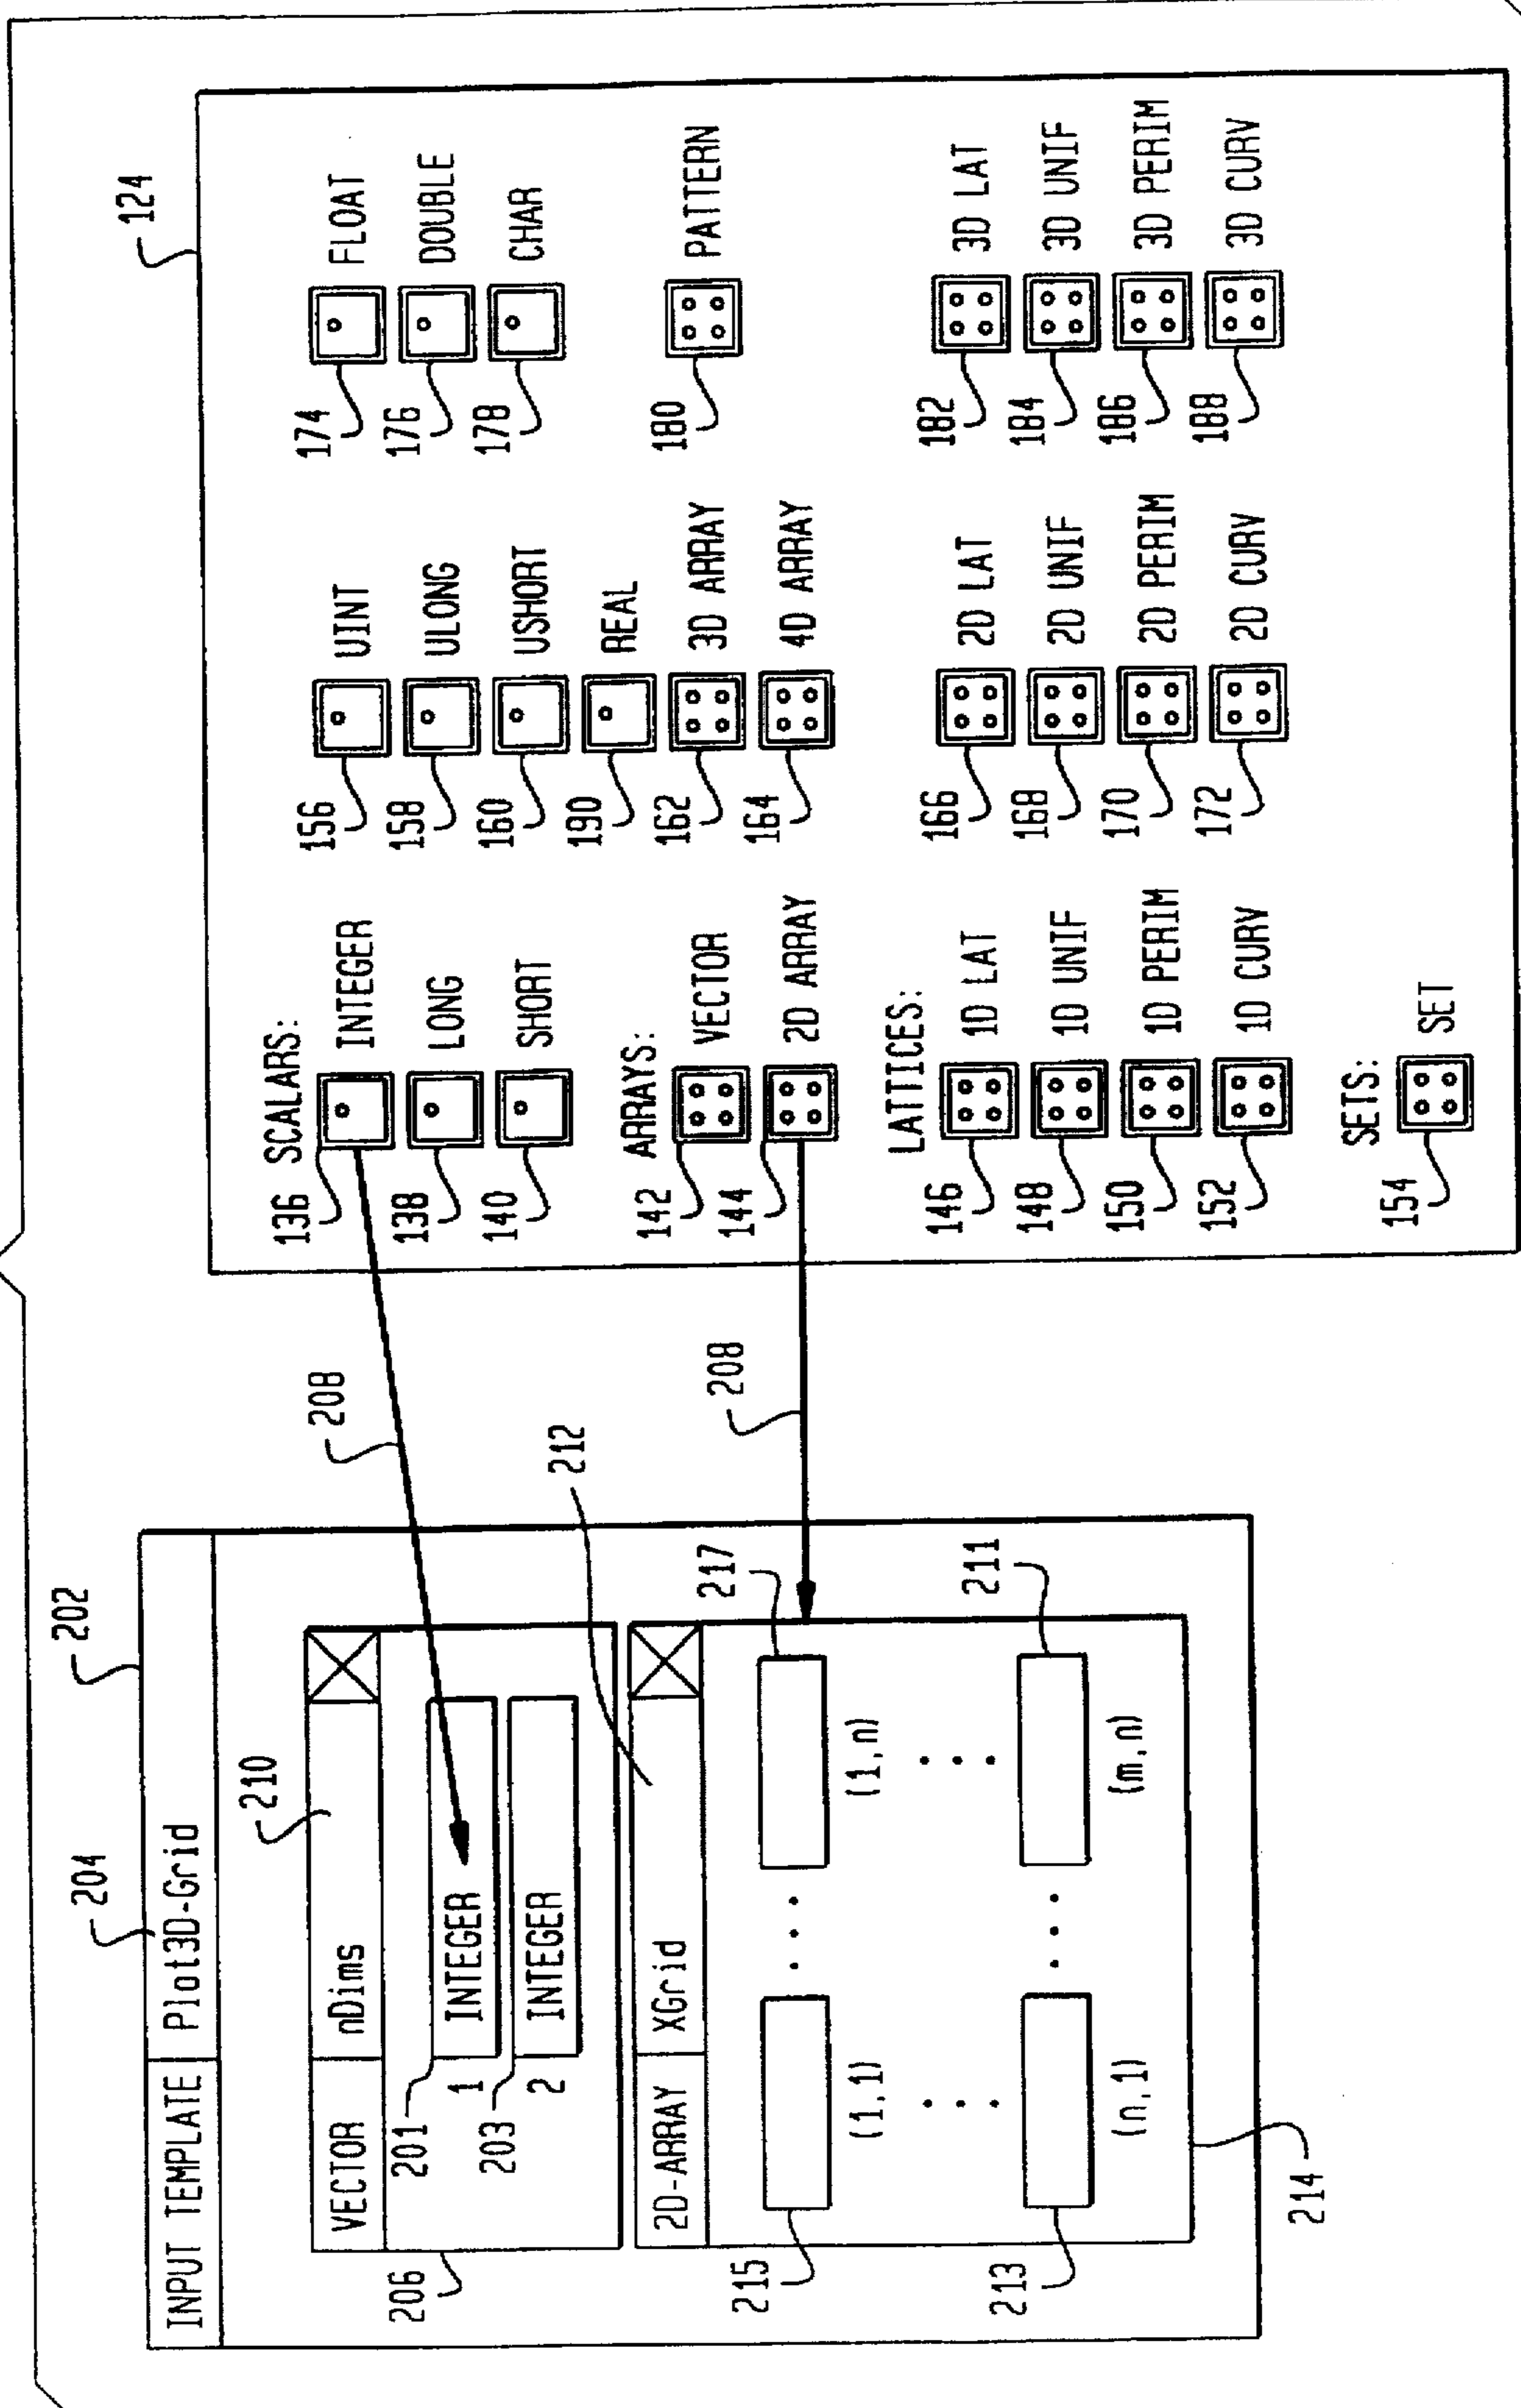 202
204
INPUT TEMPLATE Plot3D-Grid
210
VECTOR nDims
201
1 INTEGER
203
2 INTEGER
206
212
2D-ARRAY XGrid
215
217
(1,1) (1,n)
213
211
(n,1) (m,n)
214
208
208
124
SCALARS:
136 INTEGER 156 UINT 174 FLOAT
138 LONG 158 ULONG 176 DOUBLE
140 SHORT 160 USHORT 178 CHAR
190 REAL
ARRAYS:
142 VECTOR 162 3D ARRAY 180 PATTERN
144 2D ARRAY 164 4D ARRAY
LATTICES:
146 1D LAT 166 2D LAT 182 3D LAT
148 1D UNIF 168 2D UNIF 184 3D UNIF
150 1D PERIM 170 2D PERIM 186 3D PERIM
152 1D CURV 172 2D CURV 188 3D CURV
SETS:
154 SET